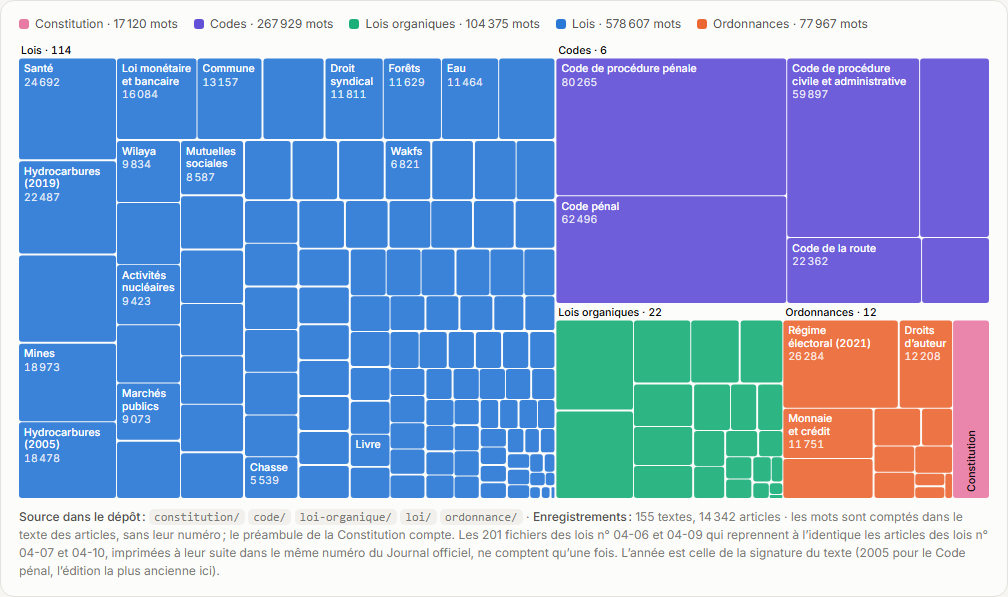 Constitution · 17 120 mots Codes · 267 929 mots Lois organiques · 104 375 mots Lois · 578 607 mots Ordonnances · 77 967 mots
Lois · 114
Santé
24 692
Loi monétaire
et bancaire
16 084
Commune
13 157
Droit
syndical
11 811
Forêts
11 629
Eau
11 464
Wilaya
9 834
Mutuelles
sociales
8 587
Wakfs
6 821
Hydrocarbures
(2019)
22 487
Activités
nucléaires
9 423
Mines
18 973
Marchés
publics
9 073
Hydrocarbures
(2005)
18 478
Chasse
5 539
Livre
Codes · 6
Code de procédure pénale
80 265
Code de procédure
civile et administrative
59 897
Code pénal
62 496
Code de la route
22 362
Lois organiques · 22
Ordonnances · 12
Régime
électoral (2021)
26 284
Droits
d’auteur
12 208
Monnaie
et crédit
11 751
Constitution
Source dans le dépôt : constitution/ code/ loi-organique/ loi/ ordonnance/ · Enregistrements : 155 textes, 14 342 articles · les mots sont comptés dans le
texte des articles, sans leur numéro ; le préambule de la Constitution compte. Les 201 fichiers des lois n° 04-06 et 04-09 qui reprennent à l’identique les articles des lois n°
04-07 et 04-10, imprimées à leur suite dans le même numéro du Journal officiel, ne comptent qu’une fois. L’année est celle de la signature du texte (2005 pour le Code
pénal, l’édition la plus ancienne ici).